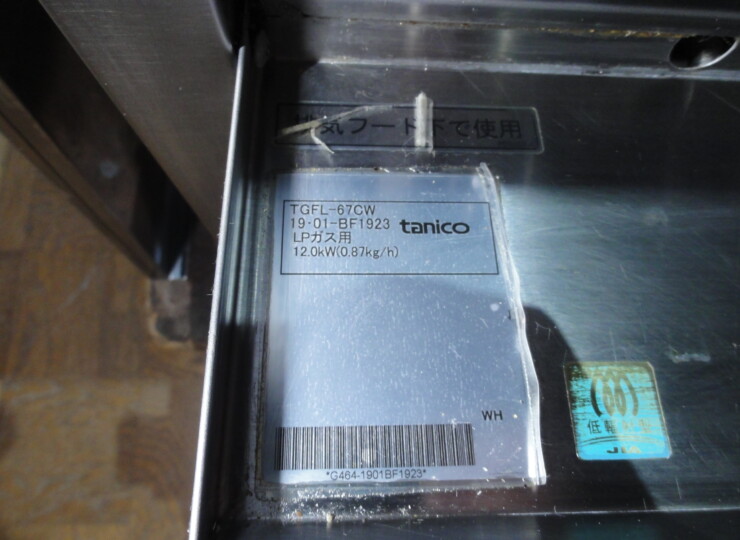 気フード下で使用
TGFL-67CW
19·01-BF1923 tanico
LPガス用
12.0kW(0.87kg/h)
WH
*G464-1901BF1923*
低